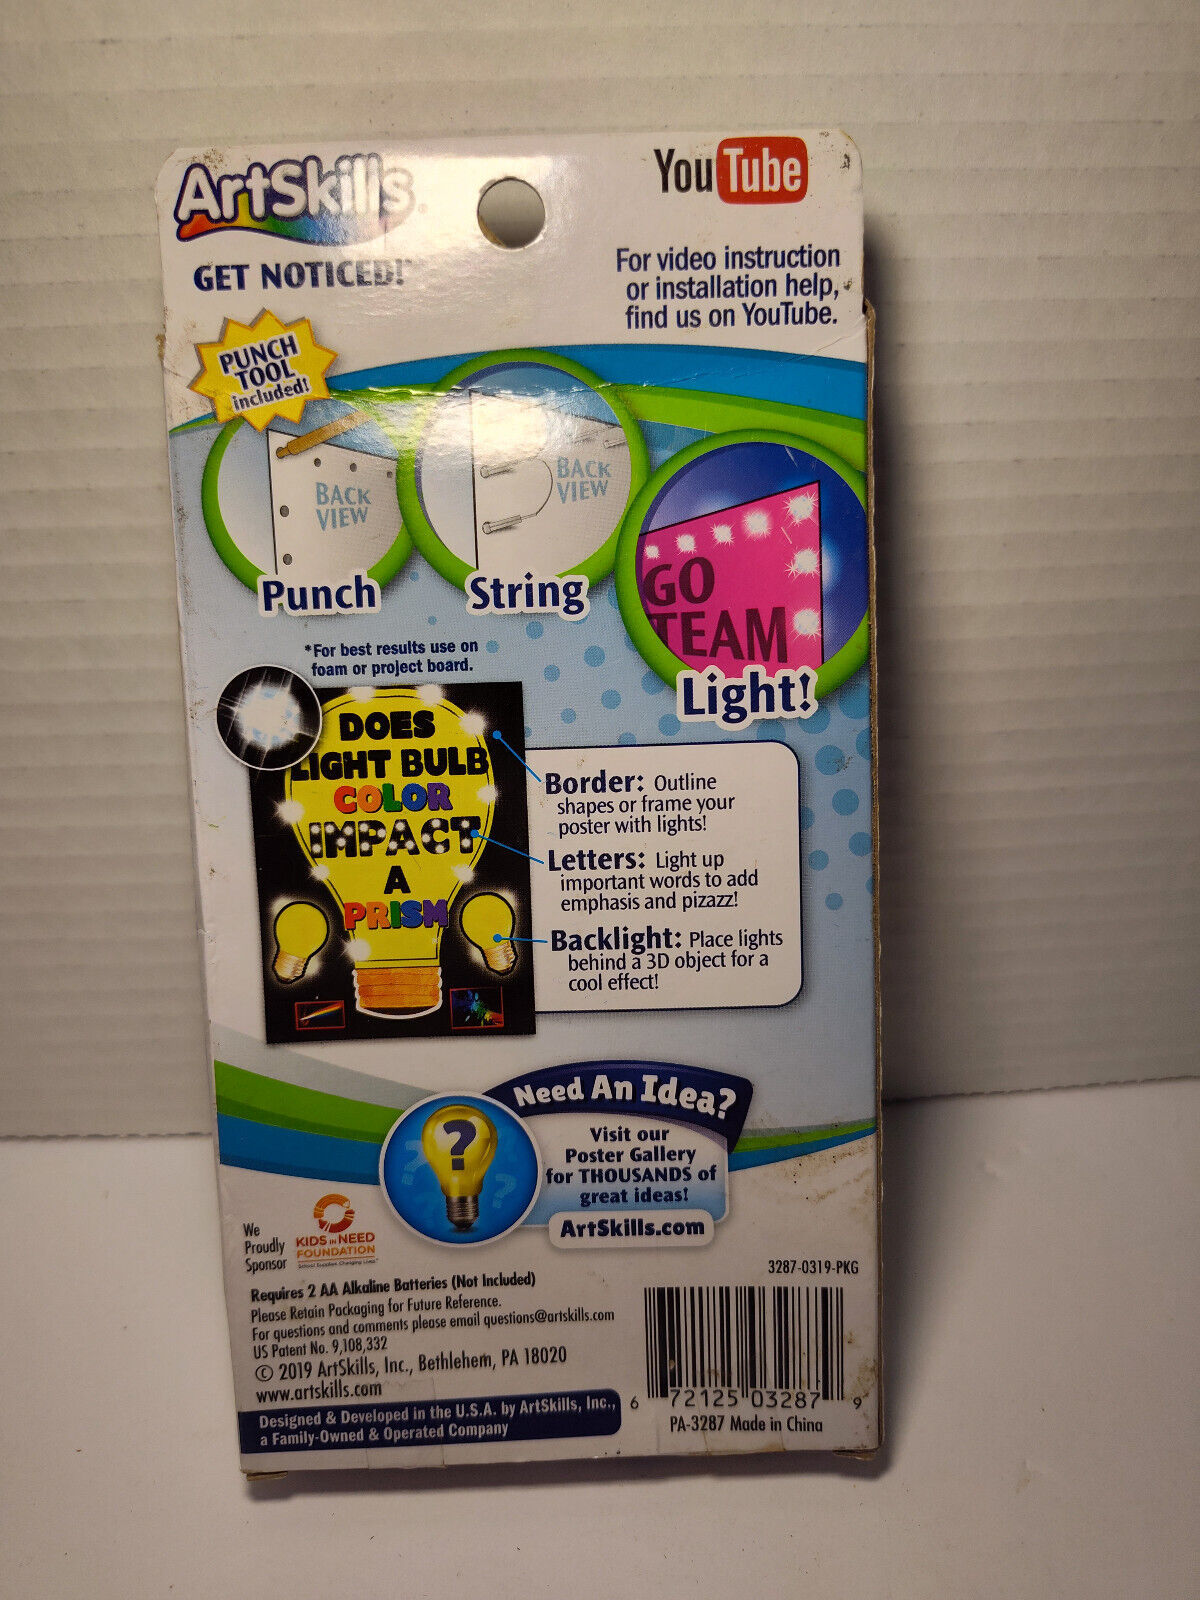 ArtSkills®
GET NOTICED!™
YouTube
For video instruction
or installation help,
find us on YouTube.
PUNCH
TOOL
included!
BACK
VIEW
Punch
BACK
VIEW
String
GO
TEAM
Light!
*For best results use on
foam or project board.
DOES
LIGHT BULB
COLOR
IMPACT
A
PRISM
Border: Outline
shapes or frame your
poster with lights!
Letters: Light up
important words to add
emphasis and pizazz!
Backlight: Place lights
behind a 3D object for a
cool effect!
Need An Idea?
?
Visit our
Poster Gallery
for THOUSANDS of
great ideas!
ArtSkills.com
We
Proudly
Sponsor
KIDS IN NEED
FOUNDATION
School Supplies. Changing Lives.
3287-0319-PKG
Requires 2 AA Alkaline Batteries (Not Included)
Please Retain Packaging for Future Reference.
For questions and comments please email questions@artskills.com
US Patent No. 9,108,332
© 2019 ArtSkills, Inc., Bethlehem, PA 18020
www.artskills.com
Designed & Developed in the U.S.A. by ArtSkills, Inc.,
a Family-Owned & Operated Company
6 72125 03287 9
PA-3287 Made in China